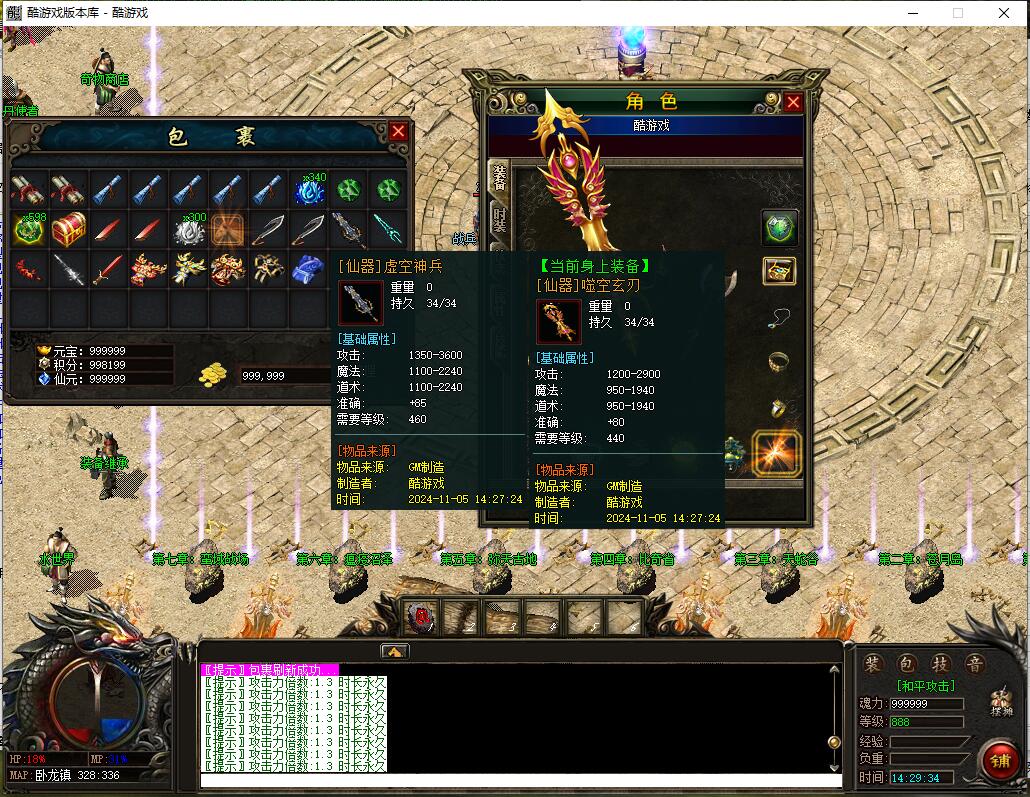 酷游戏版本库 - 酷游戏
奇物商店
丹使者
包 裹
x340
x598
x300
元宝: 999999
积分: 998199
仙元: 999999
999,999
角 色
酷游戏
装备
时装
战兵
[仙器]虚空神兵
重量 0
持久 34/34
[基础属性]
攻击: 1350-3600
魔法: 1100-2240
道术: 1100-2240
准确: +85
需要等级: 460
[物品来源]
物品来源: GM制造
制造者: 酷游戏
时间: 2024-11-05 14:27:24
【当前身上装备】
[仙器]噬空玄刃
重量 0
持久 34/34
[基础属性]
攻击: 1200-2900
魔法: 950-1940
道术: 950-1940
准确: +80
需要等级: 440
[物品来源]
物品来源: GM制造
制造者: 酷游戏
时间: 2024-11-05 14:27:24
装备继承
水世界
第七章: 蛮荒战场
第六章:
第五章:
第四章: 比奇省
第三章: 天蛇谷
第二章: 苍月岛
1 2 3 4 5 6
〖提示〗包裹刷新成功
〖提示〗攻击力倍数:1.3 时长永久
〖提示〗攻击力倍数:1.3 时长永久
〖提示〗攻击力倍数:1.3 时长永久
〖提示〗攻击力倍数:1.3 时长永久
〖提示〗攻击力倍数:1.3 时长永久
〖提示〗攻击力倍数:1.3 时长永久
〖提示〗攻击力倍数:1.3 时长永久
〖提示〗攻击力倍数:1.3 时长永久
HP:18% MP:31%
MAP:卧龙镇 328:336
装 包 技 音
[和平攻击]
魂力: 999999
等级: 888
经验:
负重:
时间: 14:29:34
摆摊
铺